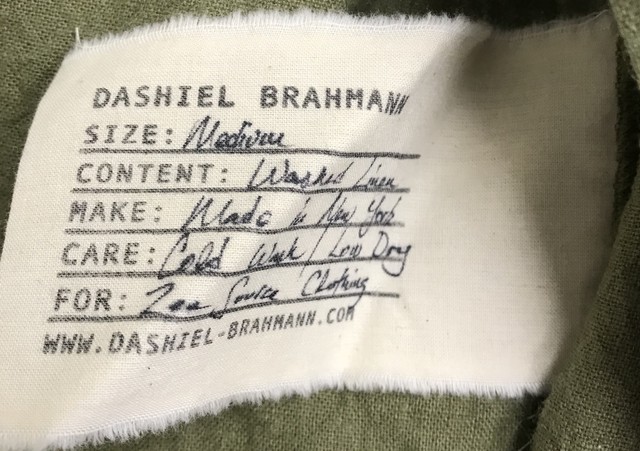 DASHIEL BRAHMANN
SIZE: Medium
CONTENT: Washed Linen
MAKE: Made in New York
CARE: Cold Wash / Low Dry
FOR: Zoe Source Clothing
WWW.DASHIEL-BRAHMANN.COM